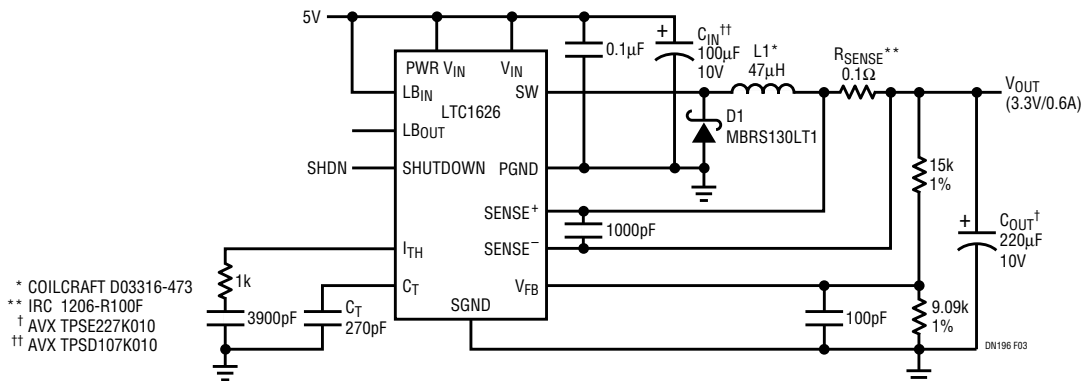 5V
0.1µF
+
CIN††
100µF
10V
L1*
47µH
RSENSE**
0.1Ω
VOUT
(3.3V/0.6A)
PWR VIN
VIN
LBIN
SW
LTC1626
LBOUT
D1
MBRS130LT1
SHDN
SHUTDOWN
PGND
15k
1%
SENSE+
1000pF
SENSE–
+
COUT†
220µF
10V
ITH
1k
CT
VFB
SGND
3900pF
CT
270pF
100pF
9.09k
1%
* COILCRAFT D03316-473
** IRC 1206-R100F
† AVX TPSE227K010
†† AVX TPSD107K010
DN196 F03